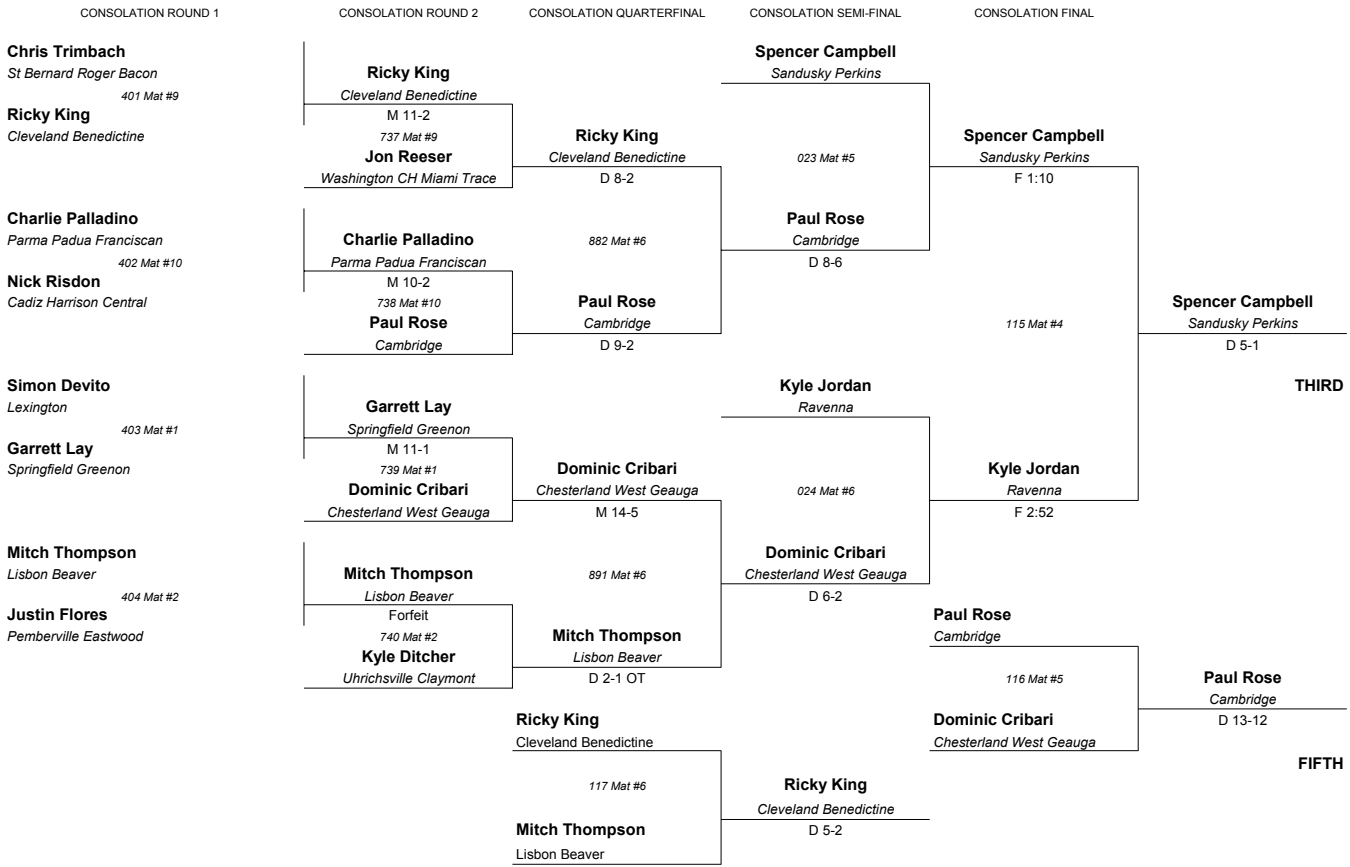 CONSOLATION ROUND 1
CONSOLATION ROUND 2
CONSOLATION QUARTERFINAL
CONSOLATION SEMI-FINAL
CONSOLATION FINAL
Chris Trimbach
St Bernard Roger Bacon
401 Mat #9
Ricky King
Cleveland Benedictine
Charlie Palladino
Parma Padua Franciscan
402 Mat #10
Nick Risdon
Cadiz Harrison Central
Simon Devito
Lexington
403 Mat #1
Garrett Lay
Springfield Greenon
Mitch Thompson
Lisbon Beaver
404 Mat #2
Justin Flores
Pemberville Eastwood
Ricky King
Cleveland Benedictine
M 11-2
737 Mat #9
Jon Reeser
Washington CH Miami Trace
Charlie Palladino
Parma Padua Franciscan
M 10-2
738 Mat #10
Paul Rose
Cambridge
Garrett Lay
Springfield Greenon
M 11-1
739 Mat #1
Dominic Cribari
Chesterland West Geauga
Mitch Thompson
Lisbon Beaver
Forfeit
740 Mat #2
Kyle Ditcher
Uhrichsville Claymont
Ricky King
Cleveland Benedictine
D 8-2
882 Mat #6
Paul Rose
Cambridge
D 9-2
Dominic Cribari
Chesterland West Geauga
M 14-5
891 Mat #6
Mitch Thompson
Lisbon Beaver
D 2-1 OT
Ricky King
Cleveland Benedictine
117 Mat #6
Mitch Thompson
Lisbon Beaver
Spencer Campbell
Sandusky Perkins
023 Mat #5
Paul Rose
Cambridge
D 8-6
Kyle Jordan
Ravenna
024 Mat #6
Dominic Cribari
Chesterland West Geauga
D 6-2
Ricky King
Cleveland Benedictine
D 5-2
Spencer Campbell
Sandusky Perkins
F 1:10
115 Mat #4
Kyle Jordan
Ravenna
F 2:52
Paul Rose
Cambridge
116 Mat #5
Dominic Cribari
Chesterland West Geauga
Spencer Campbell
Sandusky Perkins
D 5-1
THIRD
Paul Rose
Cambridge
D 13-12
FIFTH